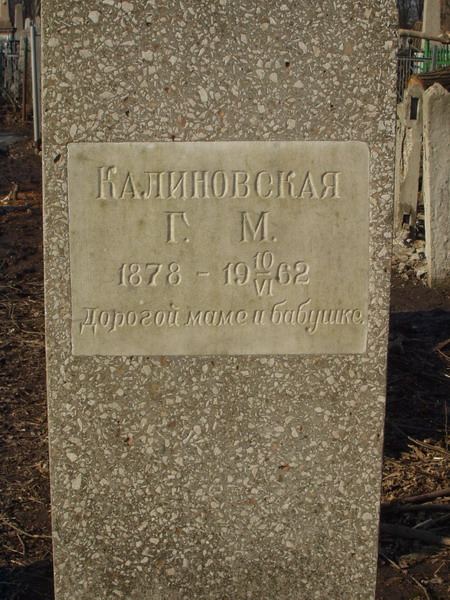 КАЛИНОВСКАЯ
Г. М.
1878 - 19 10/VI 62
Дорогой маме и бабушке.